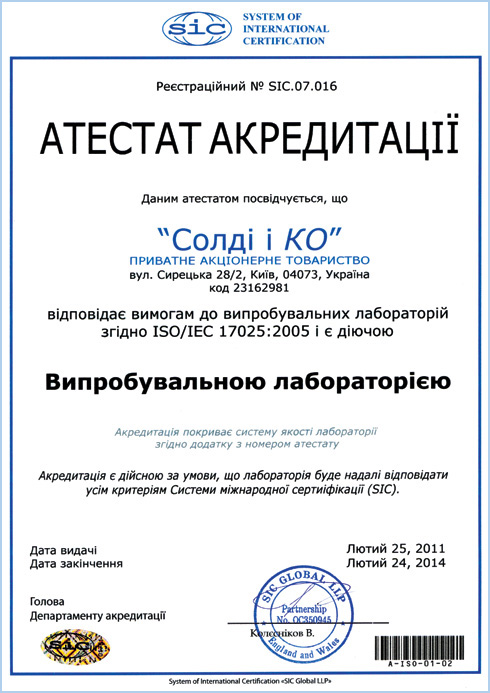 sic
SYSTEM OF
INTERNATIONAL
CERTIFICATION
Реєстраційний № SIC.07.016
АТЕСТАТ АКРЕДИТАЦІЇ
Даним атестатом посвідчується, що
“Солді і КО”
ПРИВАТНЕ АКЦІОНЕРНЕ ТОВАРИСТВО
вул. Сирецька 28/2, Київ, 04073, Україна
код 23162981
відповідає вимогам до випробувальних лабораторій
згідно ISO/IEC 17025:2005 і є діючою
Випробувальною лабораторією
Акредитація покриває систему якості лабораторії
згідно додатку з номером атестату
Акредитація є дійсною за умови, що лабораторія буде надалі відповідати
усім критеріям Системи міжнародної сертифікації (SIC).
Дата видачі Лютий 25, 2011
Дата закінчення Лютий 24, 2014
Голова
Департаменту акредитації
SIC GLOBAL LLP
Partnership
No. OC350945
England and Wales
Колєсніков В.
SIC
A-ISO-01-02
System of International Certification «SIC Global LLP»